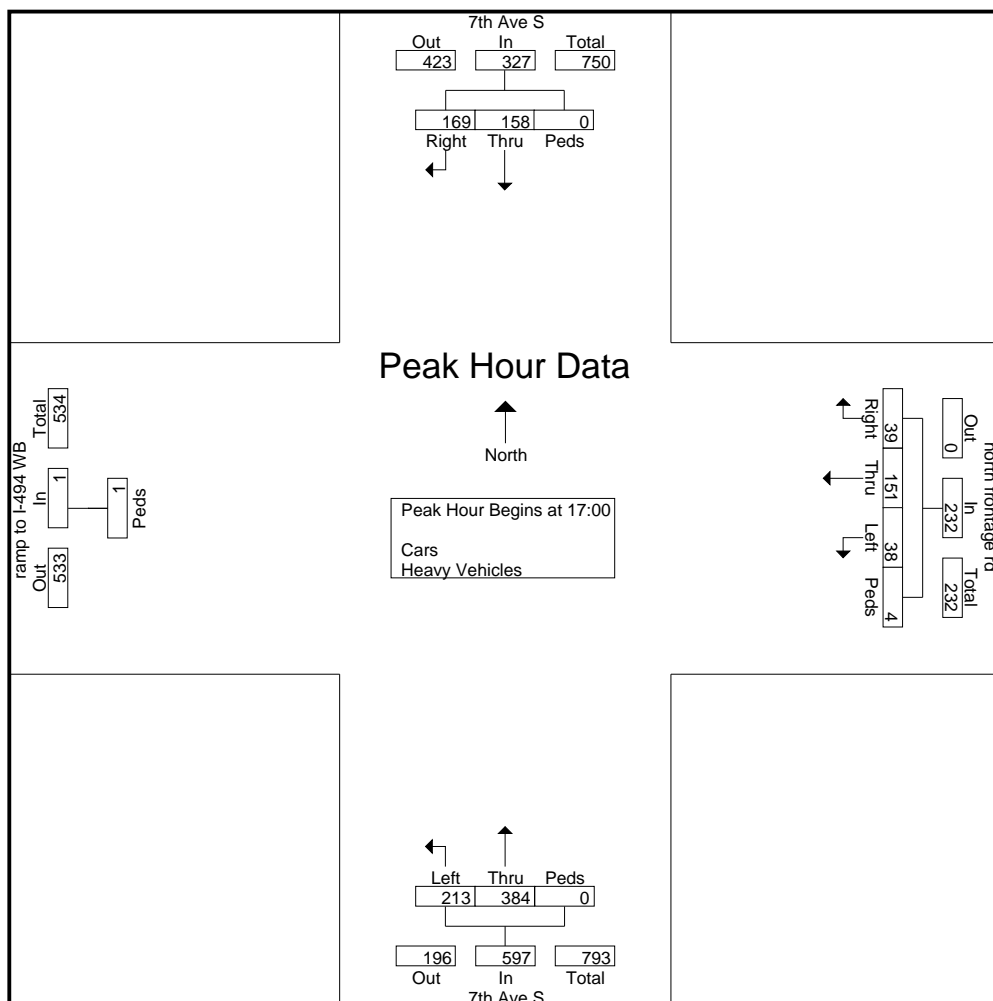 7th Ave S
Out In Total
423 327 750
169 158 0
Right Thru Peds
Peak Hour Data
North
Peak Hour Begins at 17:00
Cars
Heavy Vehicles
ramp to I-494 WB
Out In Total
533 1 534
1
Peds
north frontage rd
Out In Total
0 232 232
39 151 38 4
Right Thru Left Peds
Left Thru Peds
213 384 0
196 597 793
Out In Total
7th Ave S